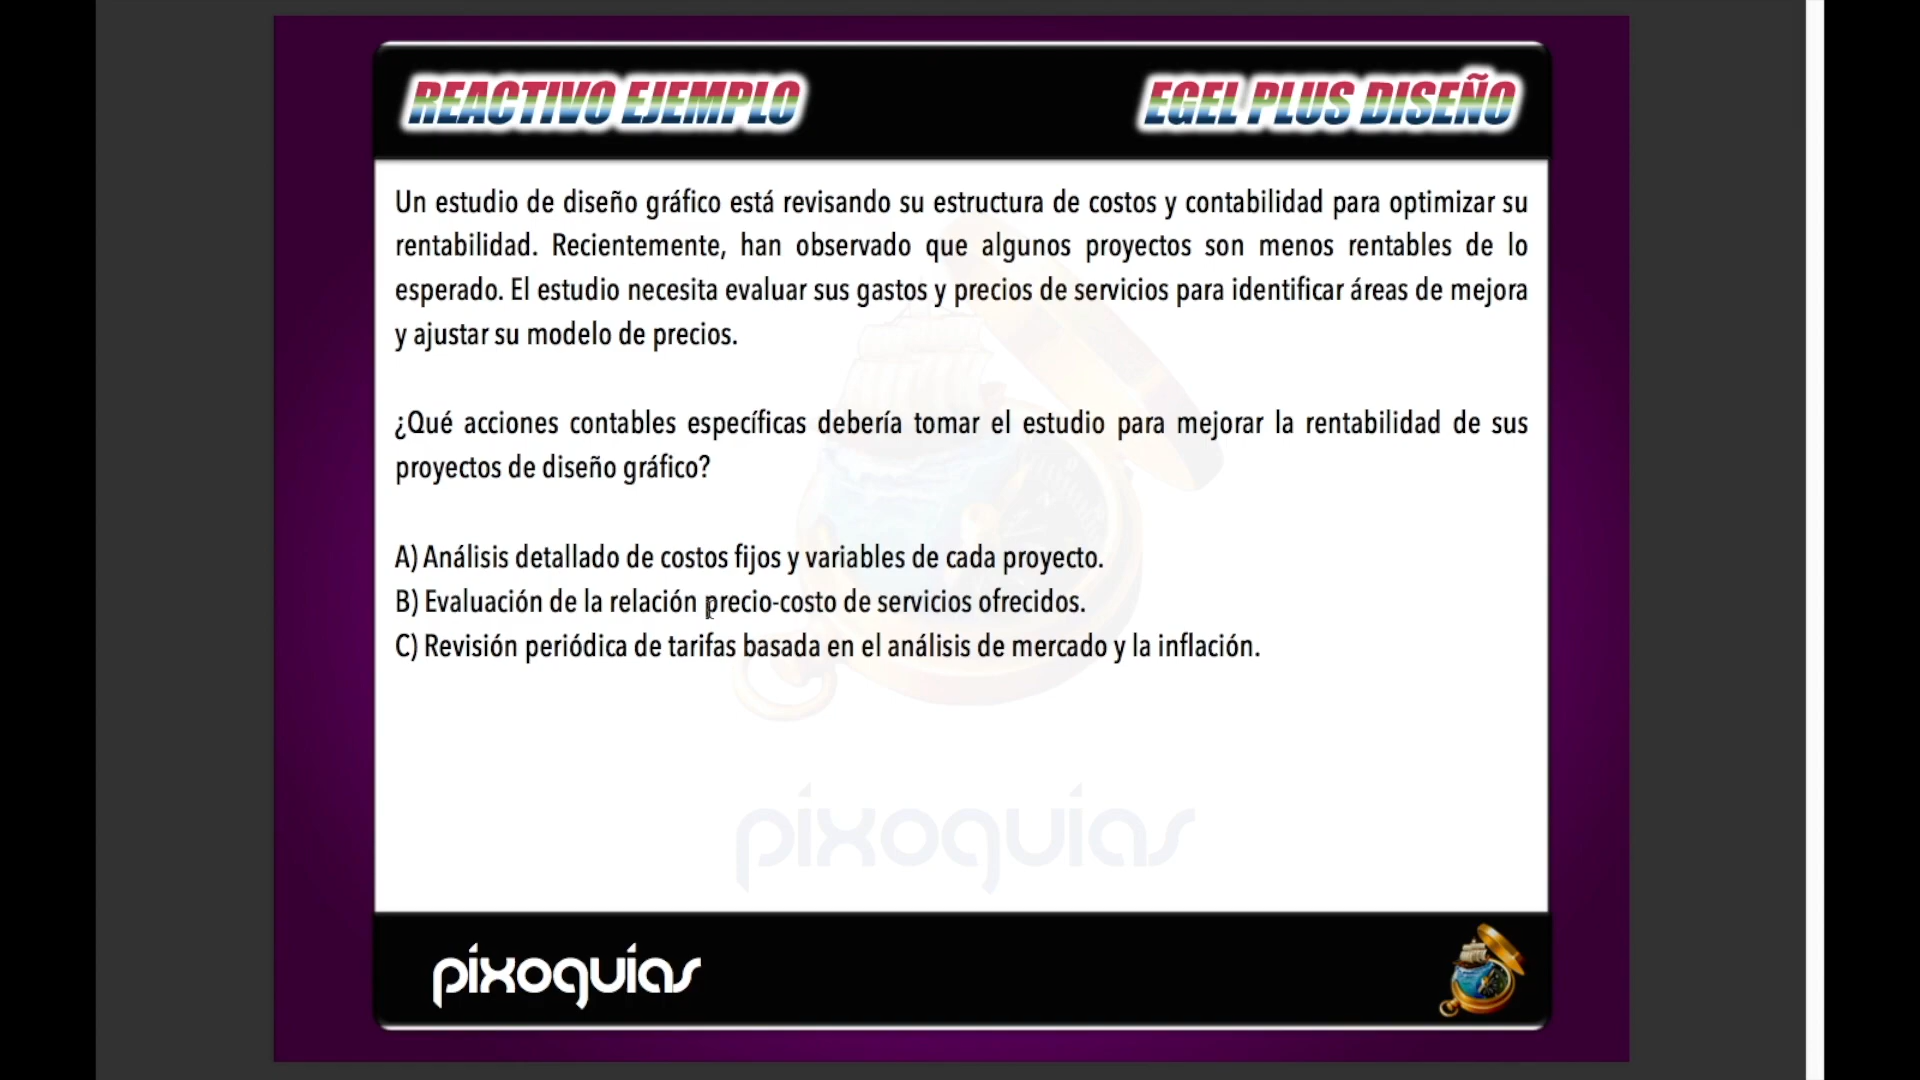 REACTIVO EJEMPLO
EGEL PLUS DISEÑO
Un estudio de diseño gráfico está revisando su estructura de costos y contabilidad para optimizar su
rentabilidad. Recientemente, han observado que algunos proyectos son menos rentables de lo
esperado. El estudio necesita evaluar sus gastos y precios de servicios para identificar áreas de mejora
y ajustar su modelo de precios.
¿Qué acciones contables específicas debería tomar el estudio para mejorar la rentabilidad de sus
proyectos de diseño gráfico?
A) Análisis detallado de costos fijos y variables de cada proyecto.
B) Evaluación de la relación precio-costo de servicios ofrecidos.
C) Revisión periódica de tarifas basada en el análisis de mercado y la inflación.
pixoguias
pixoguias